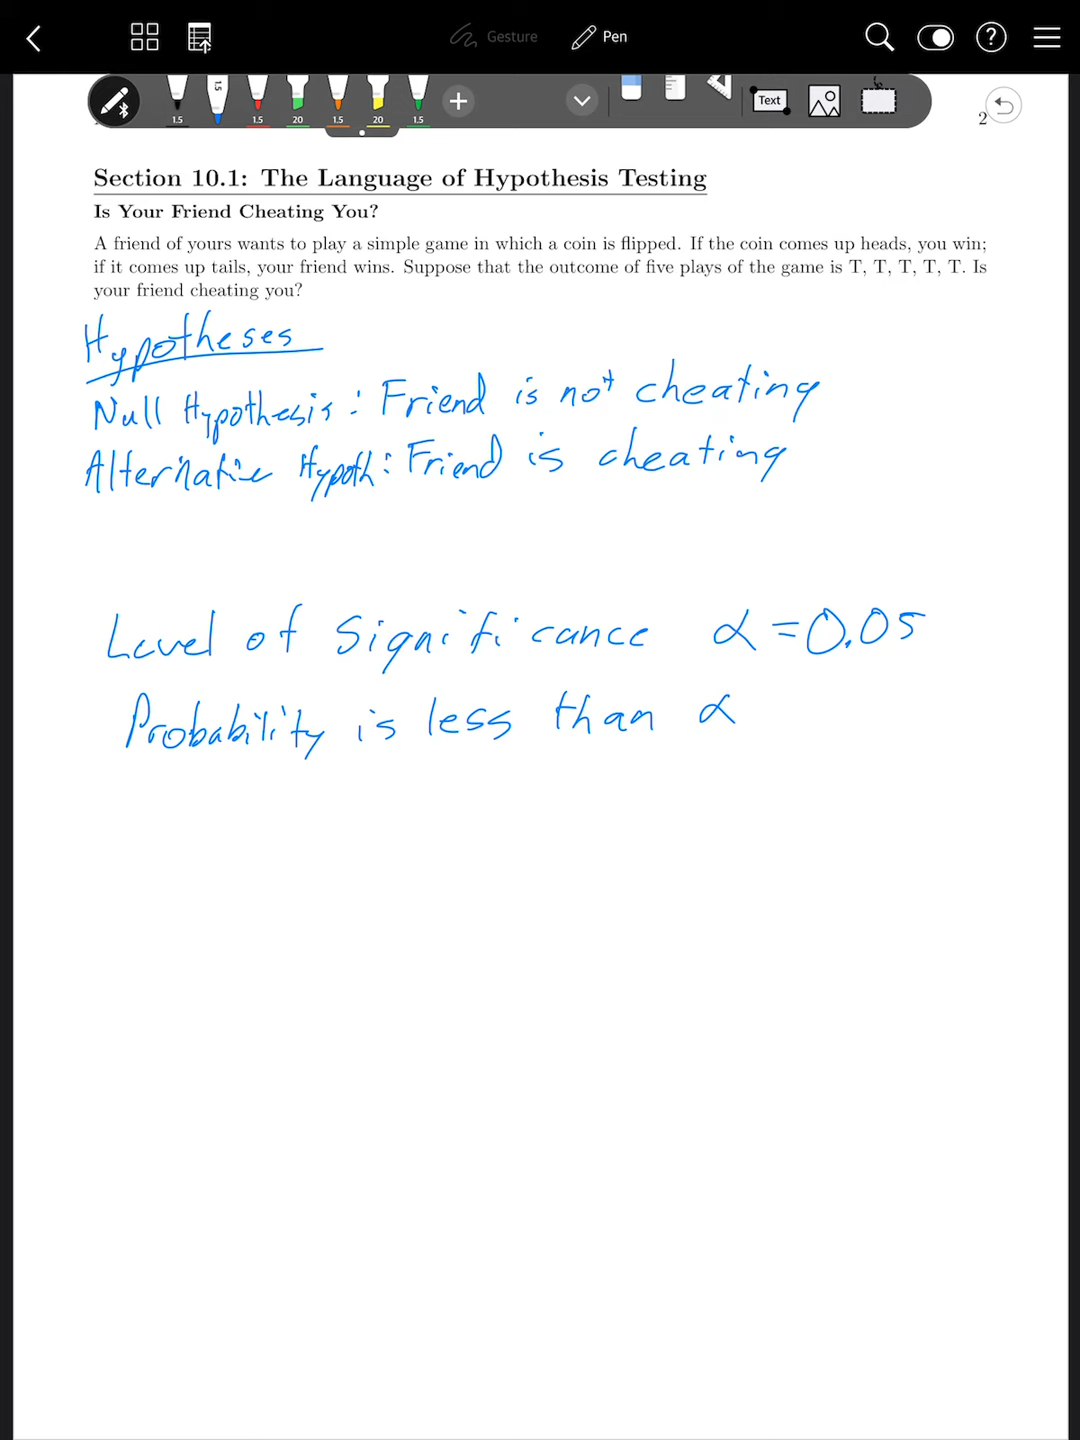 Gesture
Pen
1.5
1.5
1.5
20
1.5
20
1.5
Text
2
Section 10.1: The Language of Hypothesis Testing
Is Your Friend Cheating You?
A friend of yours wants to play a simple game in which a coin is flipped. If the coin comes up heads, you win;
if it comes up tails, your friend wins. Suppose that the outcome of five plays of the game is T, T, T, T, T. Is
your friend cheating you?
Hypotheses
Null Hypothesis: Friend is not cheating
Alternative Hypoth: Friend is cheating
Level of Significance α = 0.05
Probability is less than α